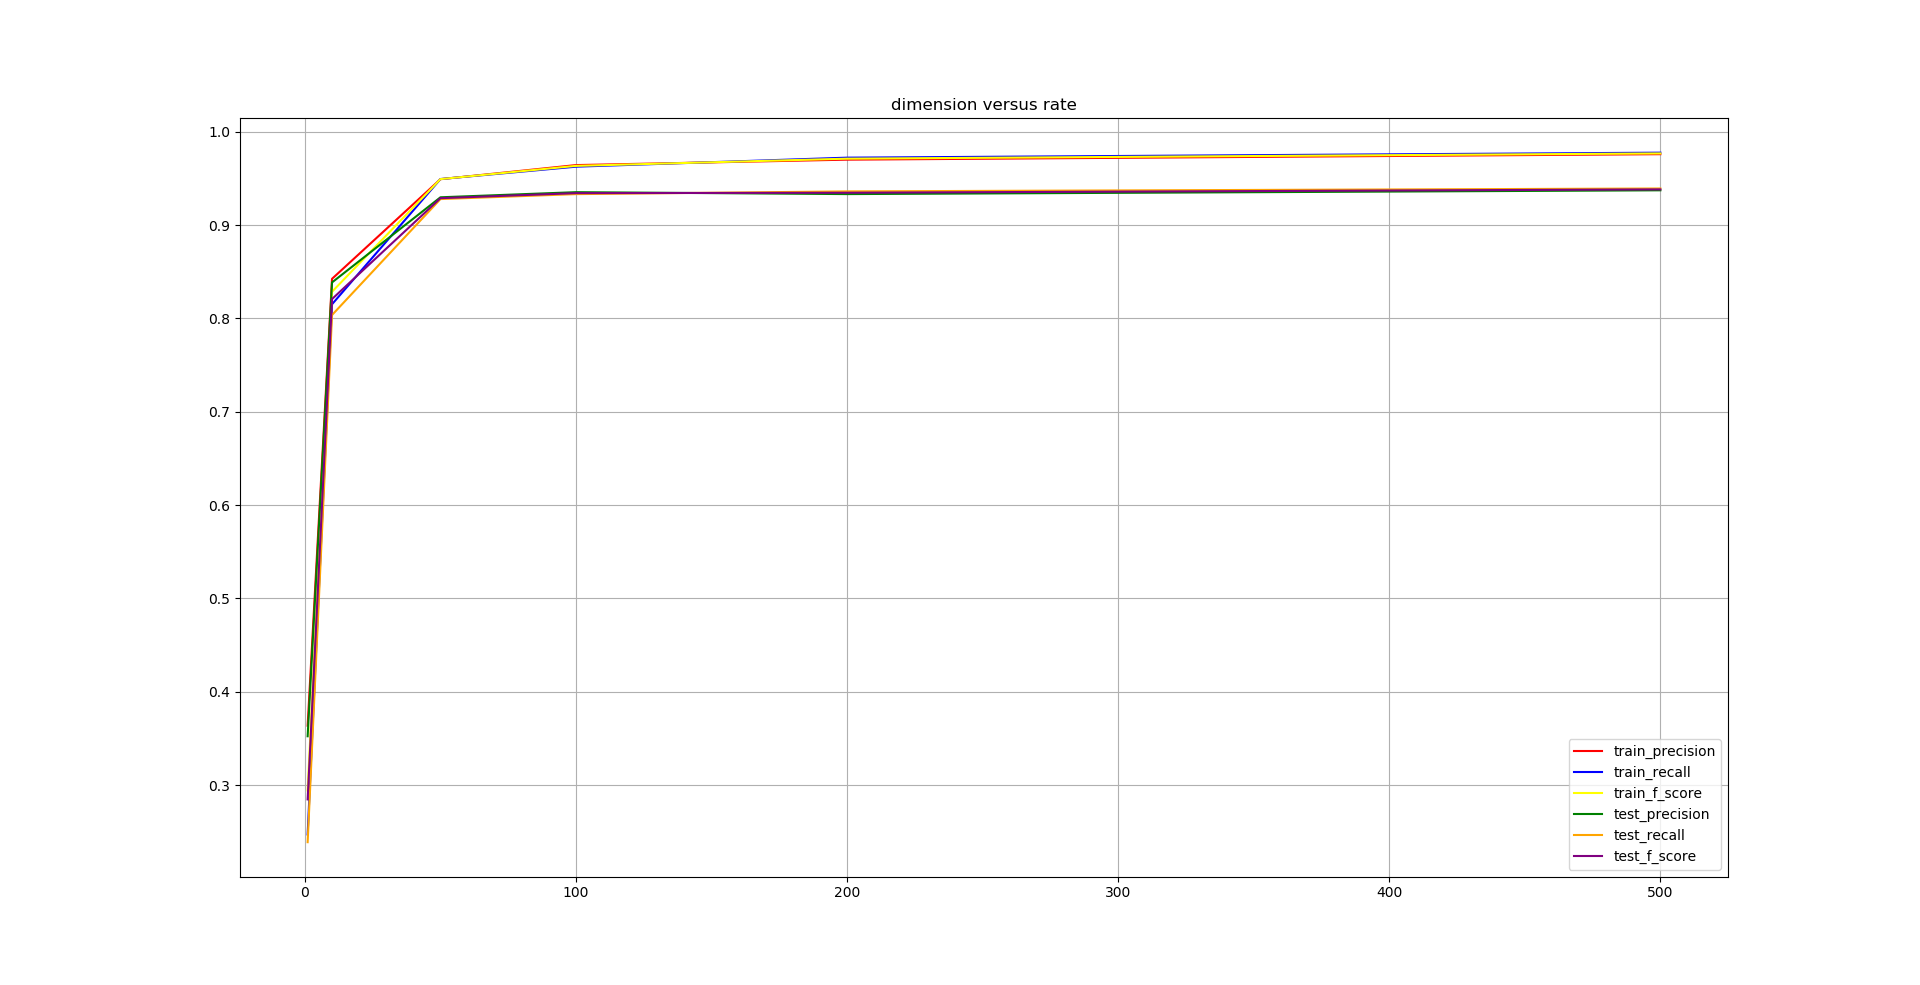 dimension versus rate
1.0
0.9
0.8
0.7
0.6
0.5
0.4
0.3
0
100
200
300
400
500
train_precision
train_recall
train_f_score
test_precision
test_recall
test_f_score